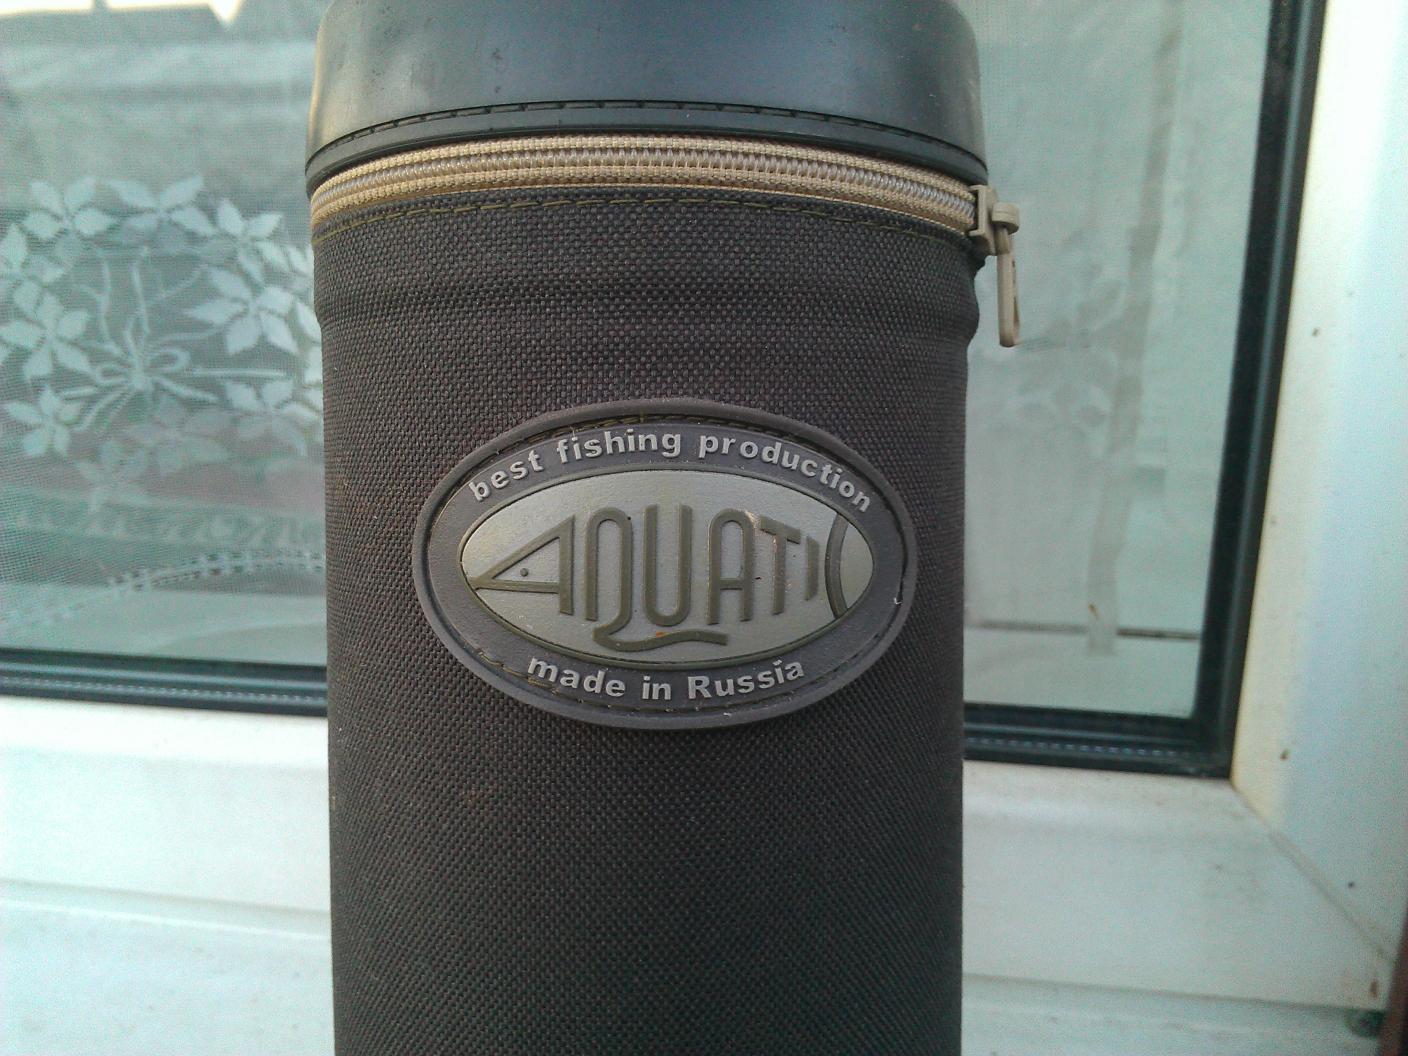 best fishing production
AQUATIC
made in Russia